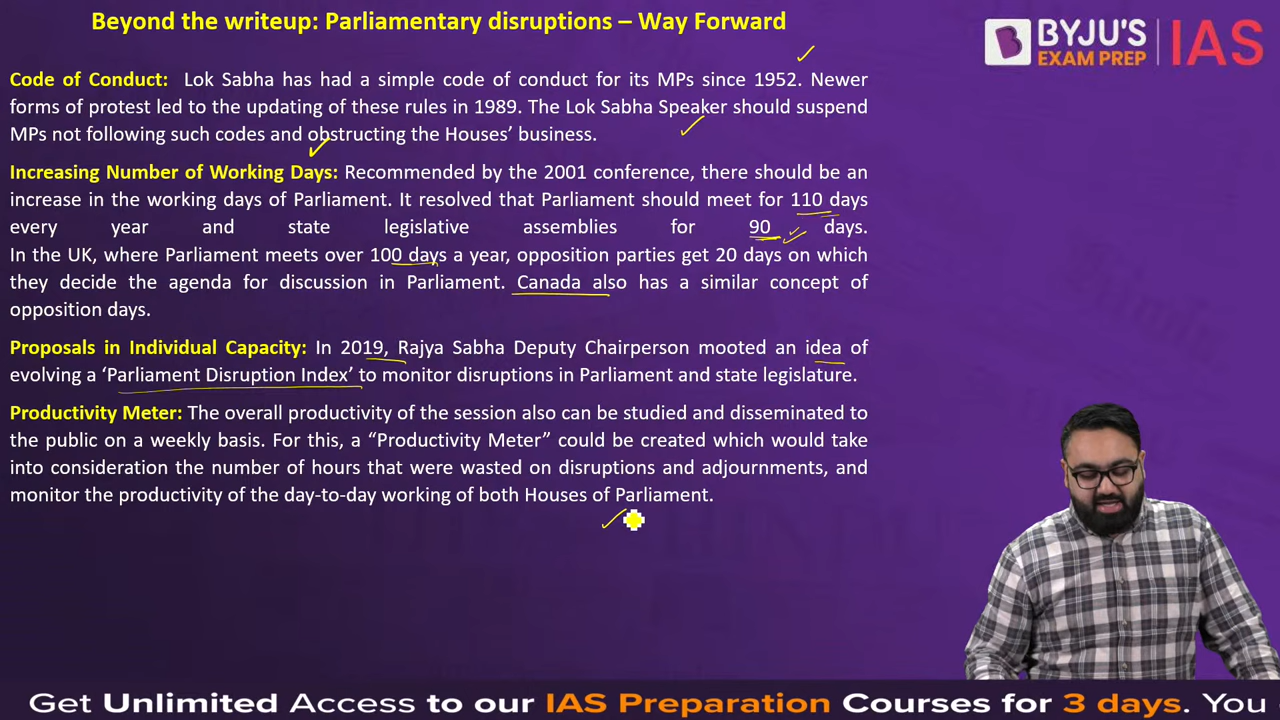 Beyond the writeup: Parliamentary disruptions – Way Forward
BYJU'S
EXAM PREP
IAS
Code of Conduct: Lok Sabha has had a simple code of conduct for its MPs since 1952. Newer
forms of protest led to the updating of these rules in 1989. The Lok Sabha Speaker should suspend
MPs not following such codes and obstructing the Houses’ business.
Increasing Number of Working Days: Recommended by the 2001 conference, there should be an
increase in the working days of Parliament. It resolved that Parliament should meet for 110 days
every year and state legislative assemblies for 90 days.
In the UK, where Parliament meets over 100 days a year, opposition parties get 20 days on which
they decide the agenda for discussion in Parliament. Canada also has a similar concept of
opposition days.
Proposals in Individual Capacity: In 2019, Rajya Sabha Deputy Chairperson mooted an idea of
evolving a ‘Parliament Disruption Index’ to monitor disruptions in Parliament and state legislature.
Productivity Meter: The overall productivity of the session also can be studied and disseminated to
the public on a weekly basis. For this, a “Productivity Meter” could be created which would take
into consideration the number of hours that were wasted on disruptions and adjournments, and
monitor the productivity of the day-to-day working of both Houses of Parliament.
Get Unlimited Access to our IAS Preparation Courses for 3 days. You